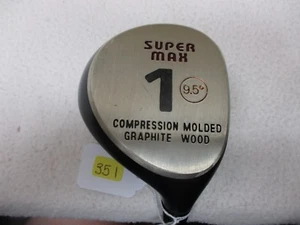 SUPER
MAX
1
9.5°
COMPRESSION MOLDED
GRAPHITE WOOD
351